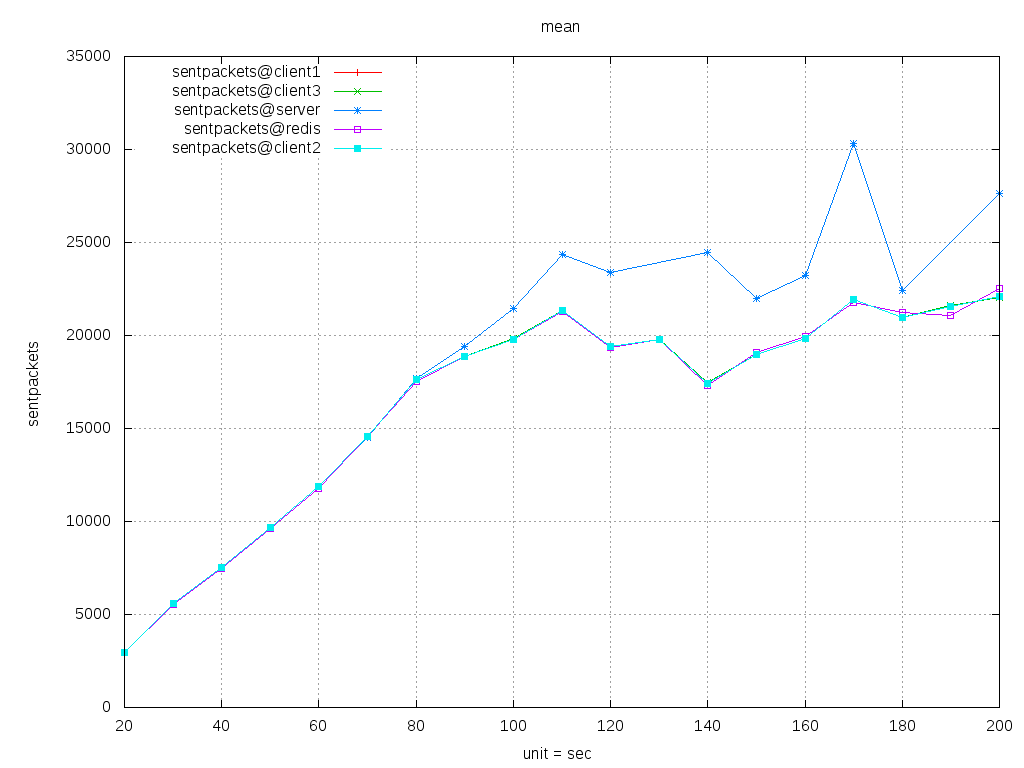 mean
35000
30000
25000
20000
15000
10000
5000
0
sentpackets
sentpackets@client1
sentpackets@client3
sentpackets@server
sentpackets@redis
sentpackets@client2
20 40 60 80 100 120 140 160 180 200
unit = sec